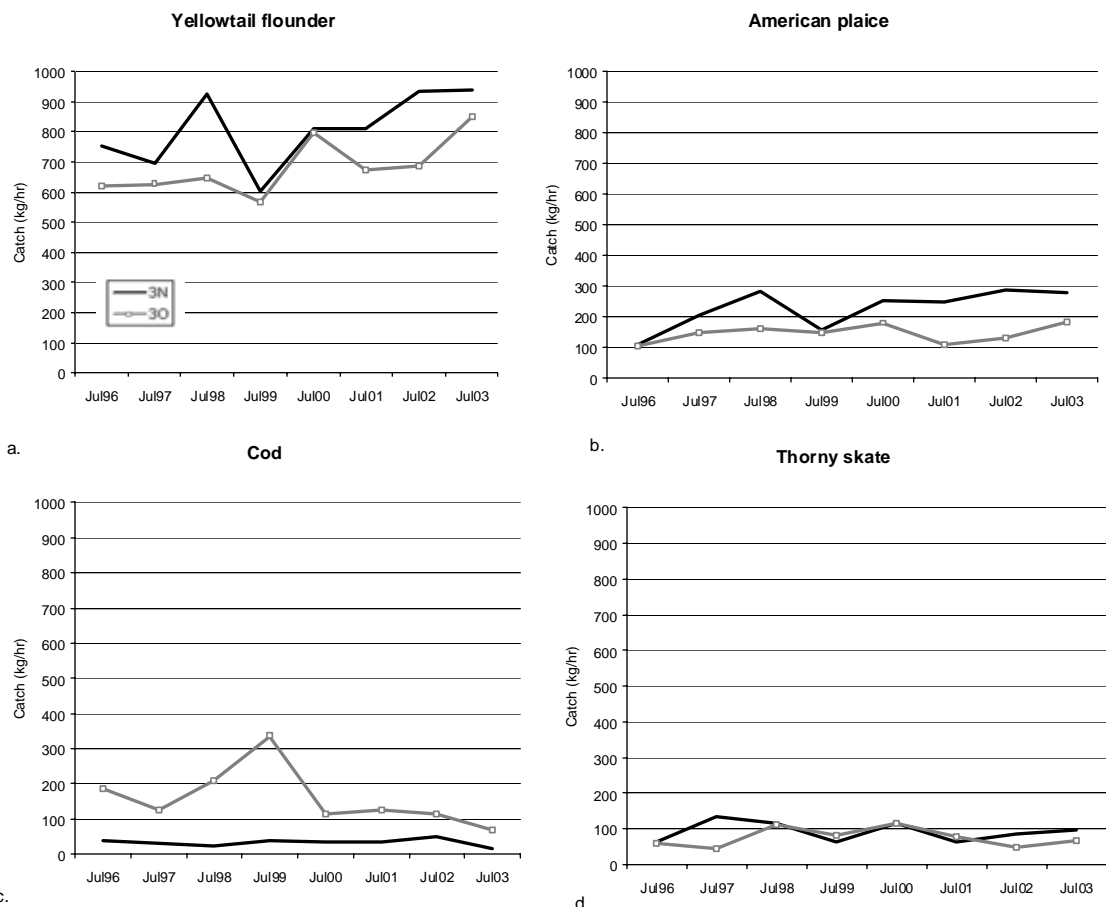 Yellowtail flounder
Catch (kg/hr)
1000
900
800
700
600
500
400
300
200
100
0
3N
3O
Jul96 Jul97 Jul98 Jul99 Jul00 Jul01 Jul02 Jul03
a.
American plaice
Catch (kg/hr)
1000
900
800
700
600
500
400
300
200
100
0
Jul96 Jul97 Jul98 Jul99 Jul00 Jul01 Jul02 Jul03
b.
Cod
Catch (kg/hr)
1000
900
800
700
600
500
400
300
200
100
0
Jul96 Jul97 Jul98 Jul99 Jul00 Jul01 Jul02 Jul03
c.
Thorny skate
Catch (kg/hr)
1000
900
800
700
600
500
400
300
200
100
0
Jul96 Jul97 Jul98 Jul99 Jul00 Jul01 Jul02 Jul03
d.